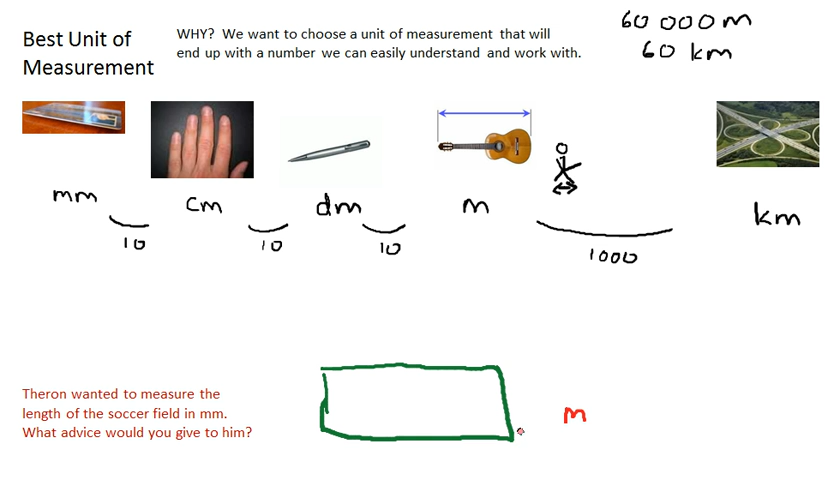 Best Unit of
Measurement
WHY?  We want to choose a unit of measurement that will
end up with a number we can easily understand and work with.
60 000m
60 km
mm
cm
dm
m
km
10
10
10
1000
Theron wanted to measure the
length of the soccer field in mm.
What advice would you give to him?
m